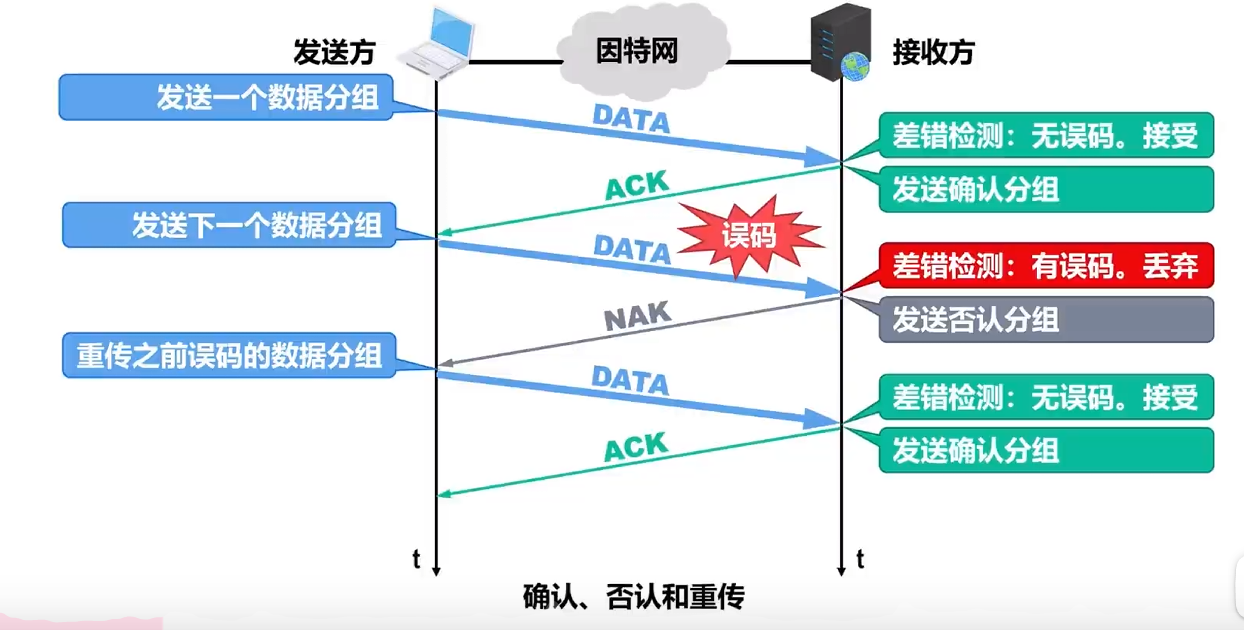 发送方
因特网
接收方
发送一个数据分组
DATA
差错检测：无误码。接受
ACK
发送确认分组
发送下一个数据分组
DATA
误码
差错检测：有误码。丢弃
NAK
发送否认分组
重传之前误码的数据分组
DATA
差错检测：无误码。接受
ACK
发送确认分组
t
t
确认、否认和重传